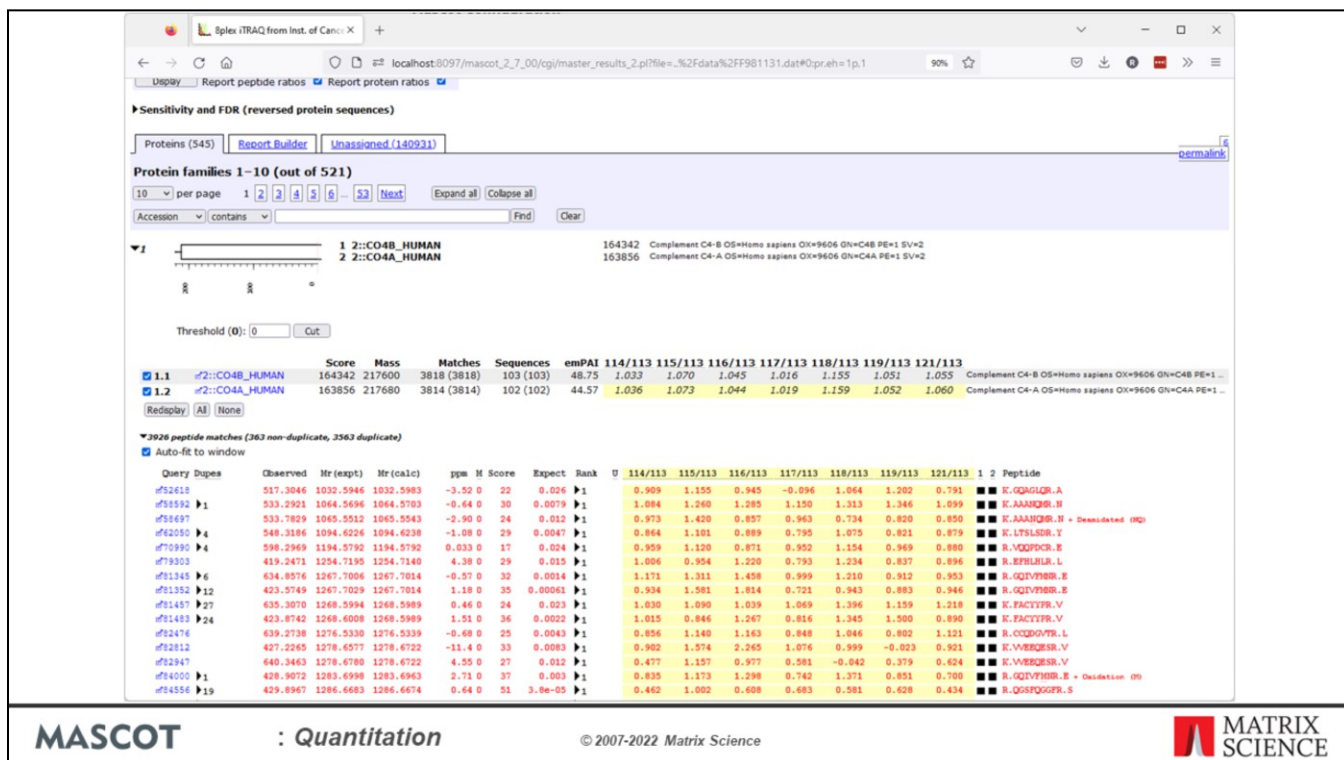 8plex iTRAQ from Inst. of Cance
localhost:8097/mascot_2_7_00/cgi/master_results_2.pl?file=..%2Fdata%2FF981131.dat#0:pr.eh=1p,1 90%
Display Report peptide ratios Report protein ratios
Sensitivity and FDR (reversed protein sequences)
Proteins (545) Report Builder Unassigned (140931)
permalink
Protein families 1–10 (out of 521)
10 per page 1 2 3 4 5 6 ... 53 Next Expand all Collapse all
Accession contains Find Clear
1 1 2::CO4B_HUMAN 164342 Complement C4-B OS=Homo sapiens OX=9606 GN=C4B PE=1 SV=2
2 2::CO4A_HUMAN 163856 Complement C4-A OS=Homo sapiens OX=9606 GN=C4A PE=1 SV=2
200 100 0
Threshold (0): 0 Cut
Score Mass Matches Sequences emPAI 114/113 115/113 116/113 117/113 118/113 119/113 121/113
1.1 2::CO4B_HUMAN 164342 217600 3818 (3818) 103 (103) 48.75 1.033 1.070 1.045 1.016 1.155 1.051 1.055 Complement C4-B OS=Homo sapiens OX=9606 GN=C4B PE=1 ...
1.2 2::CO4A_HUMAN 163856 217680 3814 (3814) 102 (102) 44.57 1.036 1.073 1.044 1.019 1.159 1.052 1.060 Complement C4-A OS=Homo sapiens OX=9606 GN=C4A PE=1 ...
Redisplay All None
3926 peptide matches (363 non-duplicate, 3563 duplicate)
Auto-fit to window
Query Dupes Observed Mr(expt) Mr(calc) ppm M Score Expect Rank U 114/113 115/113 116/113 117/113 118/113 119/113 121/113 1 2 Peptide
52618 517.3046 1032.5946 1032.5983 -3.52 0 22 0.026 1 0.909 1.155 0.945 -0.096 1.064 1.202 0.791 K.GQAGLQR.A
58592 1 533.2921 1064.5696 1064.5703 -0.64 0 30 0.0079 1 1.084 1.260 1.285 1.150 1.313 1.346 1.099 K.AAANQMR.N
58697 533.7829 1065.5512 1065.5543 -2.90 0 24 0.012 1 0.973 1.420 0.857 0.963 0.734 0.820 0.850 K.AAANQMR.N + Deamidated (NQ)
62050 4 548.3186 1094.6226 1094.6238 -1.08 0 29 0.0047 1 0.864 1.101 0.889 0.795 1.075 0.821 0.879 K.LTSLSDR.Y
70990 4 598.2969 1194.5792 1194.5792 0.033 0 17 0.024 1 0.959 1.120 0.871 0.952 1.154 0.969 0.880 R.VQQPDCR.E
79303 419.2471 1254.7195 1254.7140 4.38 0 29 0.015 1 1.006 0.954 1.220 0.793 1.234 0.837 0.896 R.EFHLHLR.L
81345 6 634.8576 1267.7006 1267.7014 -0.57 0 32 0.0014 1 1.171 1.311 1.458 0.999 1.210 0.912 0.953 R.GQIVFMNR.E
81352 12 423.5749 1267.7029 1267.7014 1.18 0 35 0.00061 1 0.934 1.581 1.814 0.721 0.943 0.883 0.946 R.GQIVFMNR.E
81457 27 635.3070 1268.5994 1268.5989 0.46 0 24 0.023 1 1.030 1.090 1.039 1.069 1.396 1.159 1.218 K.FACYYPR.V
81483 24 423.8742 1268.6008 1268.5989 1.51 0 36 0.0022 1 1.015 0.846 1.267 0.816 1.345 1.500 0.890 K.FACYYPR.V
82476 639.2738 1276.5330 1276.5339 -0.68 0 25 0.0043 1 0.856 1.140 1.163 0.848 1.046 0.802 1.121 R.CCQDGVTR.L
82812 427.2265 1278.6577 1278.6722 -11.4 0 33 0.0083 1 0.902 1.574 2.265 1.076 0.999 -0.023 0.921 K.VVEEQESR.V
82947 640.3463 1278.6780 1278.6722 4.55 0 27 0.012 1 0.477 1.157 0.977 0.581 -0.042 0.379 0.624 K.VVEEQESR.V
84000 1 428.9072 1283.6998 1283.6963 2.71 0 37 0.003 1 0.835 1.173 1.298 0.742 1.371 0.851 0.700 R.GQIVFMNR.E + Oxidation (M)
84556 19 429.8967 1286.6683 1286.6674 0.64 0 51 3.8e-05 1 0.462 1.002 0.608 0.683 0.581 0.628 0.434 R.QGSFQGGFR.S
MASCOT : Quantitation © 2007-2022 Matrix Science MATRIX
SCIENCE